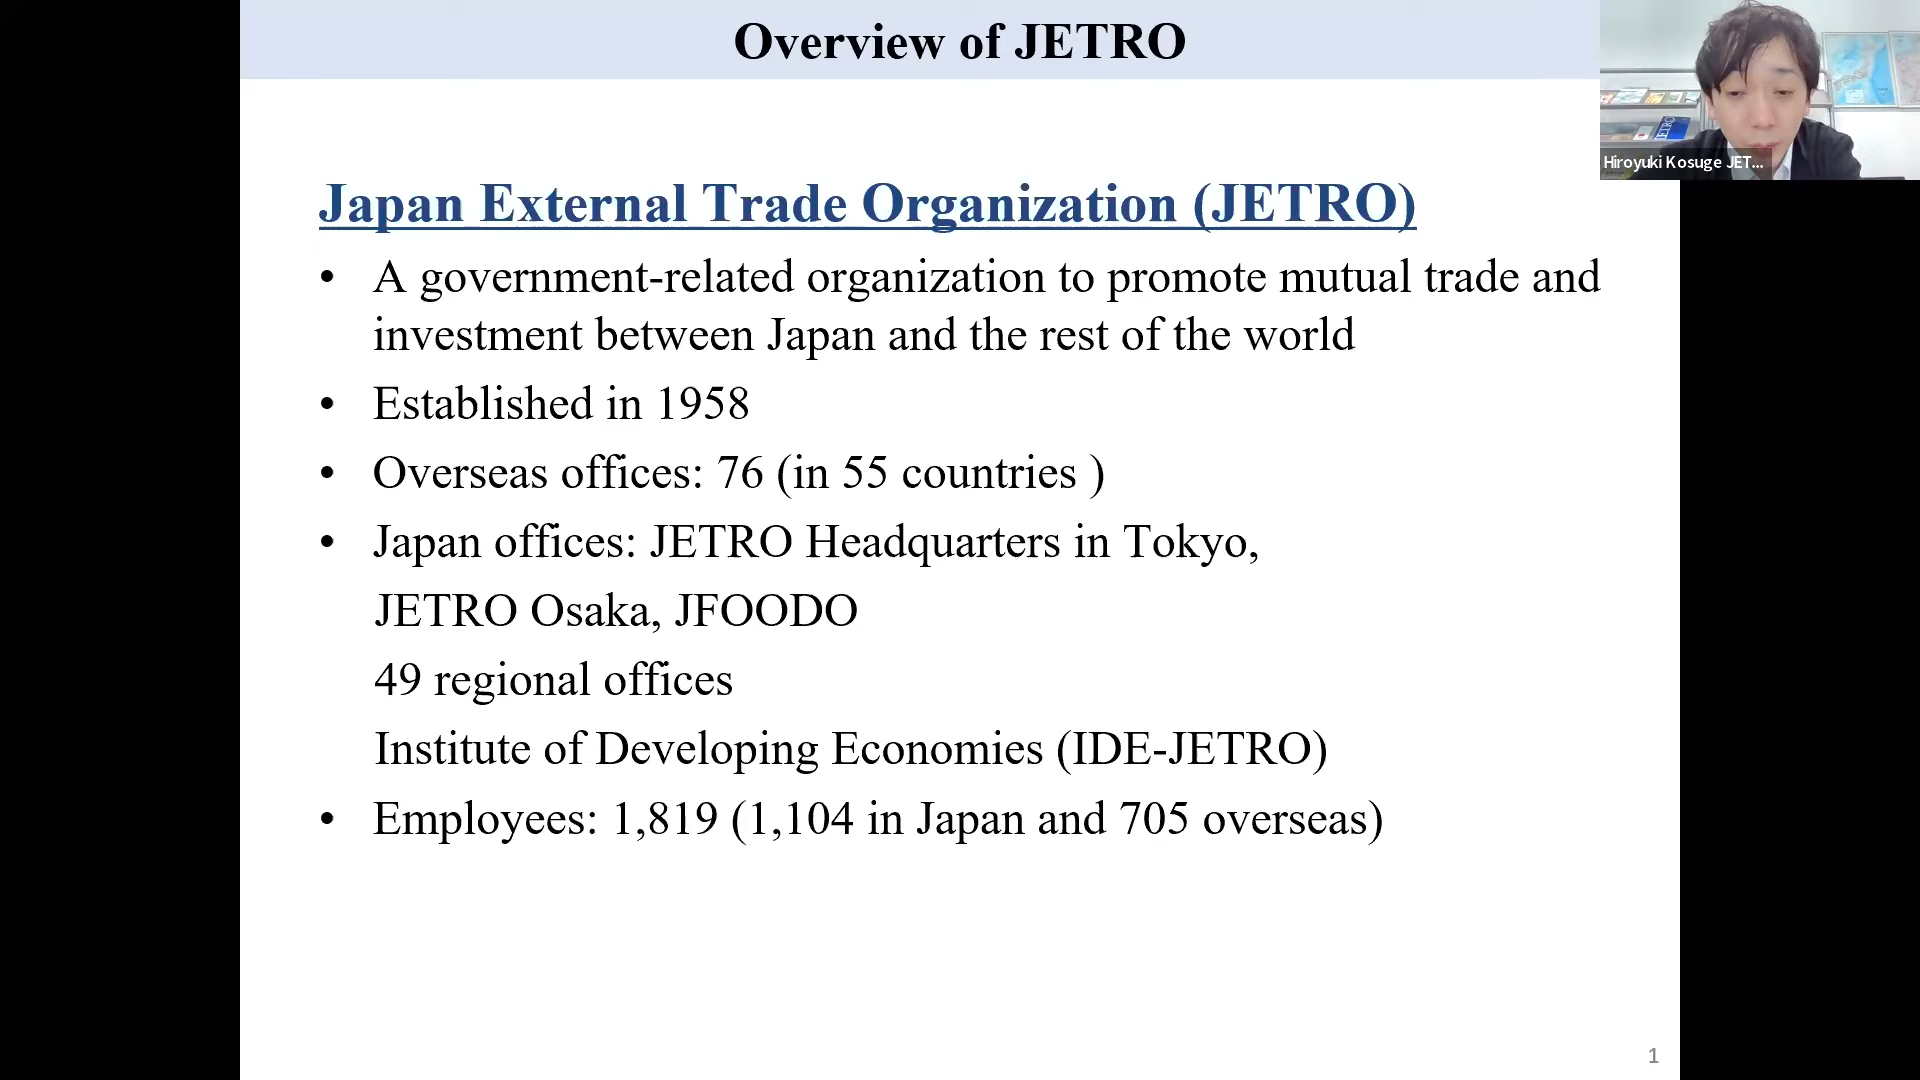 Overview of JETRO
Hiroyuki Kosuge JET...
JETRO
Japan External Trade Organization (JETRO)
• A government-related organization to promote mutual trade and
investment between Japan and the rest of the world
• Established in 1958
• Overseas offices: 76 (in 55 countries )
• Japan offices: JETRO Headquarters in Tokyo,
JETRO Osaka, JFOODO
49 regional offices
Institute of Developing Economies (IDE-JETRO)
• Employees: 1,819 (1,104 in Japan and 705 overseas)
1